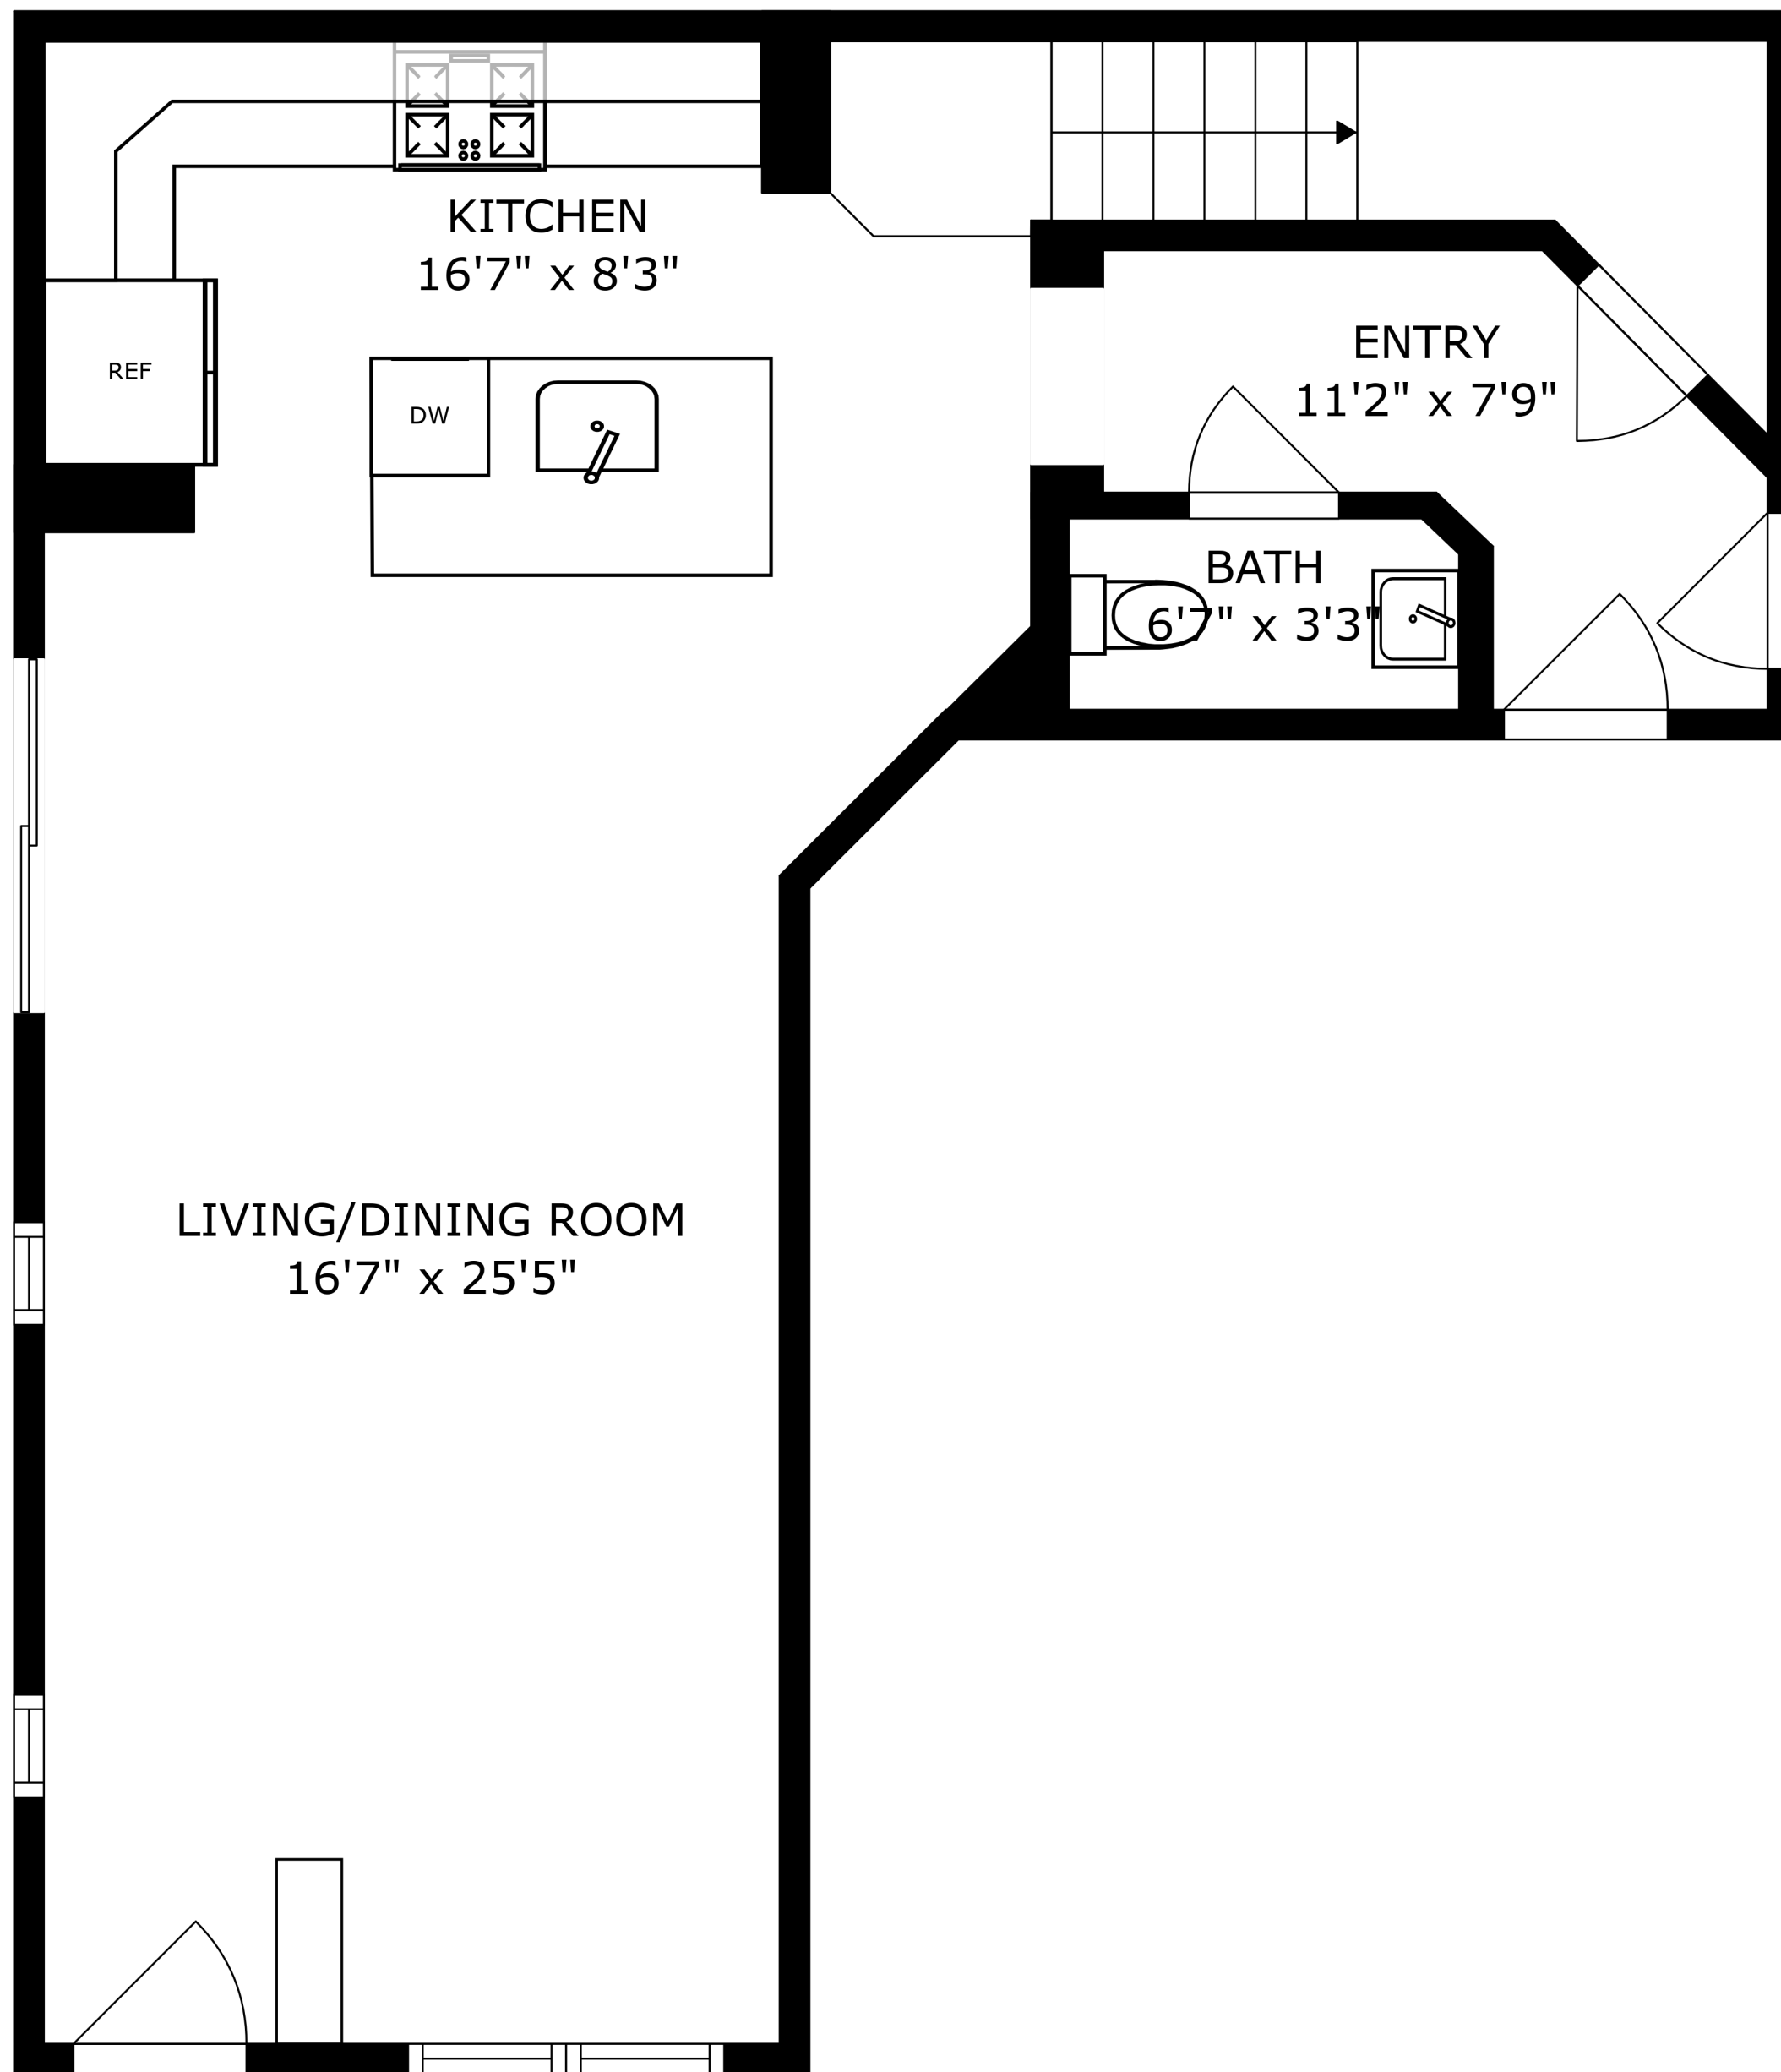 KITCHEN
16'7" x 8'3"
REF
DW
ENTRY
11'2" x 7'9"
BATH
6'7" x 3'3"
LIVING/DINING ROOM
16'7" x 25'5"